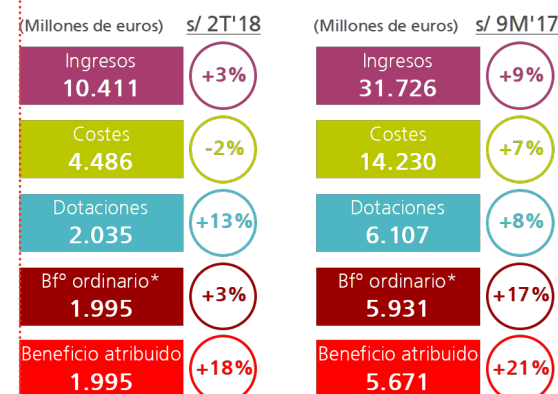 (Millones de euros) s/ 2T'18
Ingresos
10.411
+3%
Costes
4.486
-2%
Dotaciones
2.035
+13%
Bfº ordinario*
1.995
+3%
Beneficio atribuido
1.995
+18%
(Millones de euros) s/ 9M'17
Ingresos
31.726
+9%
Costes
14.230
+7%
Dotaciones
6.107
+8%
Bfº ordinario*
5.931
+17%
Beneficio atribuido
5.671
+21%